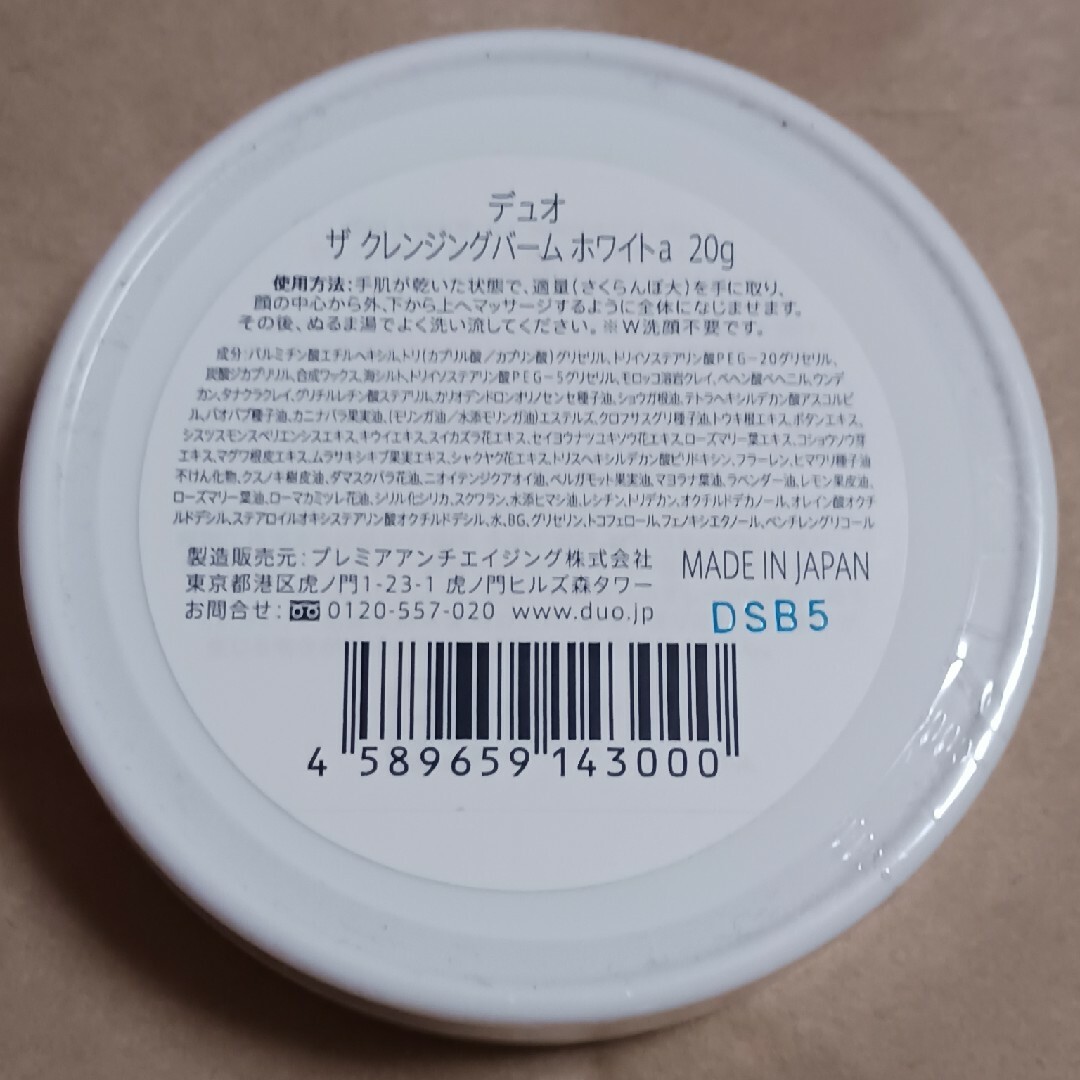 デュオ
ザ クレンジングバーム ホワイトa 20g
使用方法:手肌が乾いた状態で、適量(さくらんぼ大)を手に取り、
顔の中心から外、下から上へマッサージするように全体になじませます。
その後、ぬるま湯でよく洗い流してください。※W洗顔不要です。
成分:パルミチン酸エチルヘキシル、トリ(カプリル酸/カプリン酸)グリセリル、トリイソステアリン酸PEG-20グリセリル、
炭酸ジカプリリル、合成ワックス、海シルト、トリイソステアリン酸PEG-5グリセリル、モロッコ溶岩クレイ、ベヘン酸ベヘニル、ウンデ
カン、タナクラクレイ、グリチルレチン酸ステアリル、カリオデンドロンオリノセンセ種子油、ショウガ根油、テトラヘキシルデカン酸アスコルビ
ル、バオバブ種子油、カニナバラ果実油、(モリンガ油/水添モリンガ油)エステルズ、クロフサスグリ種子油、トウキ根エキス、ボタンエキス、
シスツスモンスペリエンシスエキス、キウイエキス、スイカズラ花エキス、セイヨウナツユキソウ花エキス、ローズマリー葉エキス、コショウソウ芽
エキス、マグワ根皮エキス、ムラサキシキブ果実エキス、シャクヤク花エキス、トリスヘキシルデカン酸ピリドキシン、フラーレン、ヒマワリ種子油
不けん化物、クスノキ樹皮油、ダマスクバラ花油、ニオイテンジクアオイ油、ベルガモット果実油、マヨラナ葉油、ラベンダー油、レモン果皮油、
ローズマリー葉油、ローマカミツレ花油、シリル化シリカ、スクワラン、水添ヒマシ油、レシチン、トリデカン、オクチルドデカノール、オレイン酸オクチ
ルドデシル、ステアロイルオキシステアリン酸オクチルドデシル、水、BG、グリセリン、トコフェロール、フェノキシエタノール、ペンチレングリコール
製造販売元:プレミアアンチエイジング株式会社
東京都港区虎ノ門1-23-1 虎ノ門ヒルズ森タワー
お問合せ: 0120-557-020 www.duo.jp
MADE IN JAPAN
DSB5
4 589659 143000